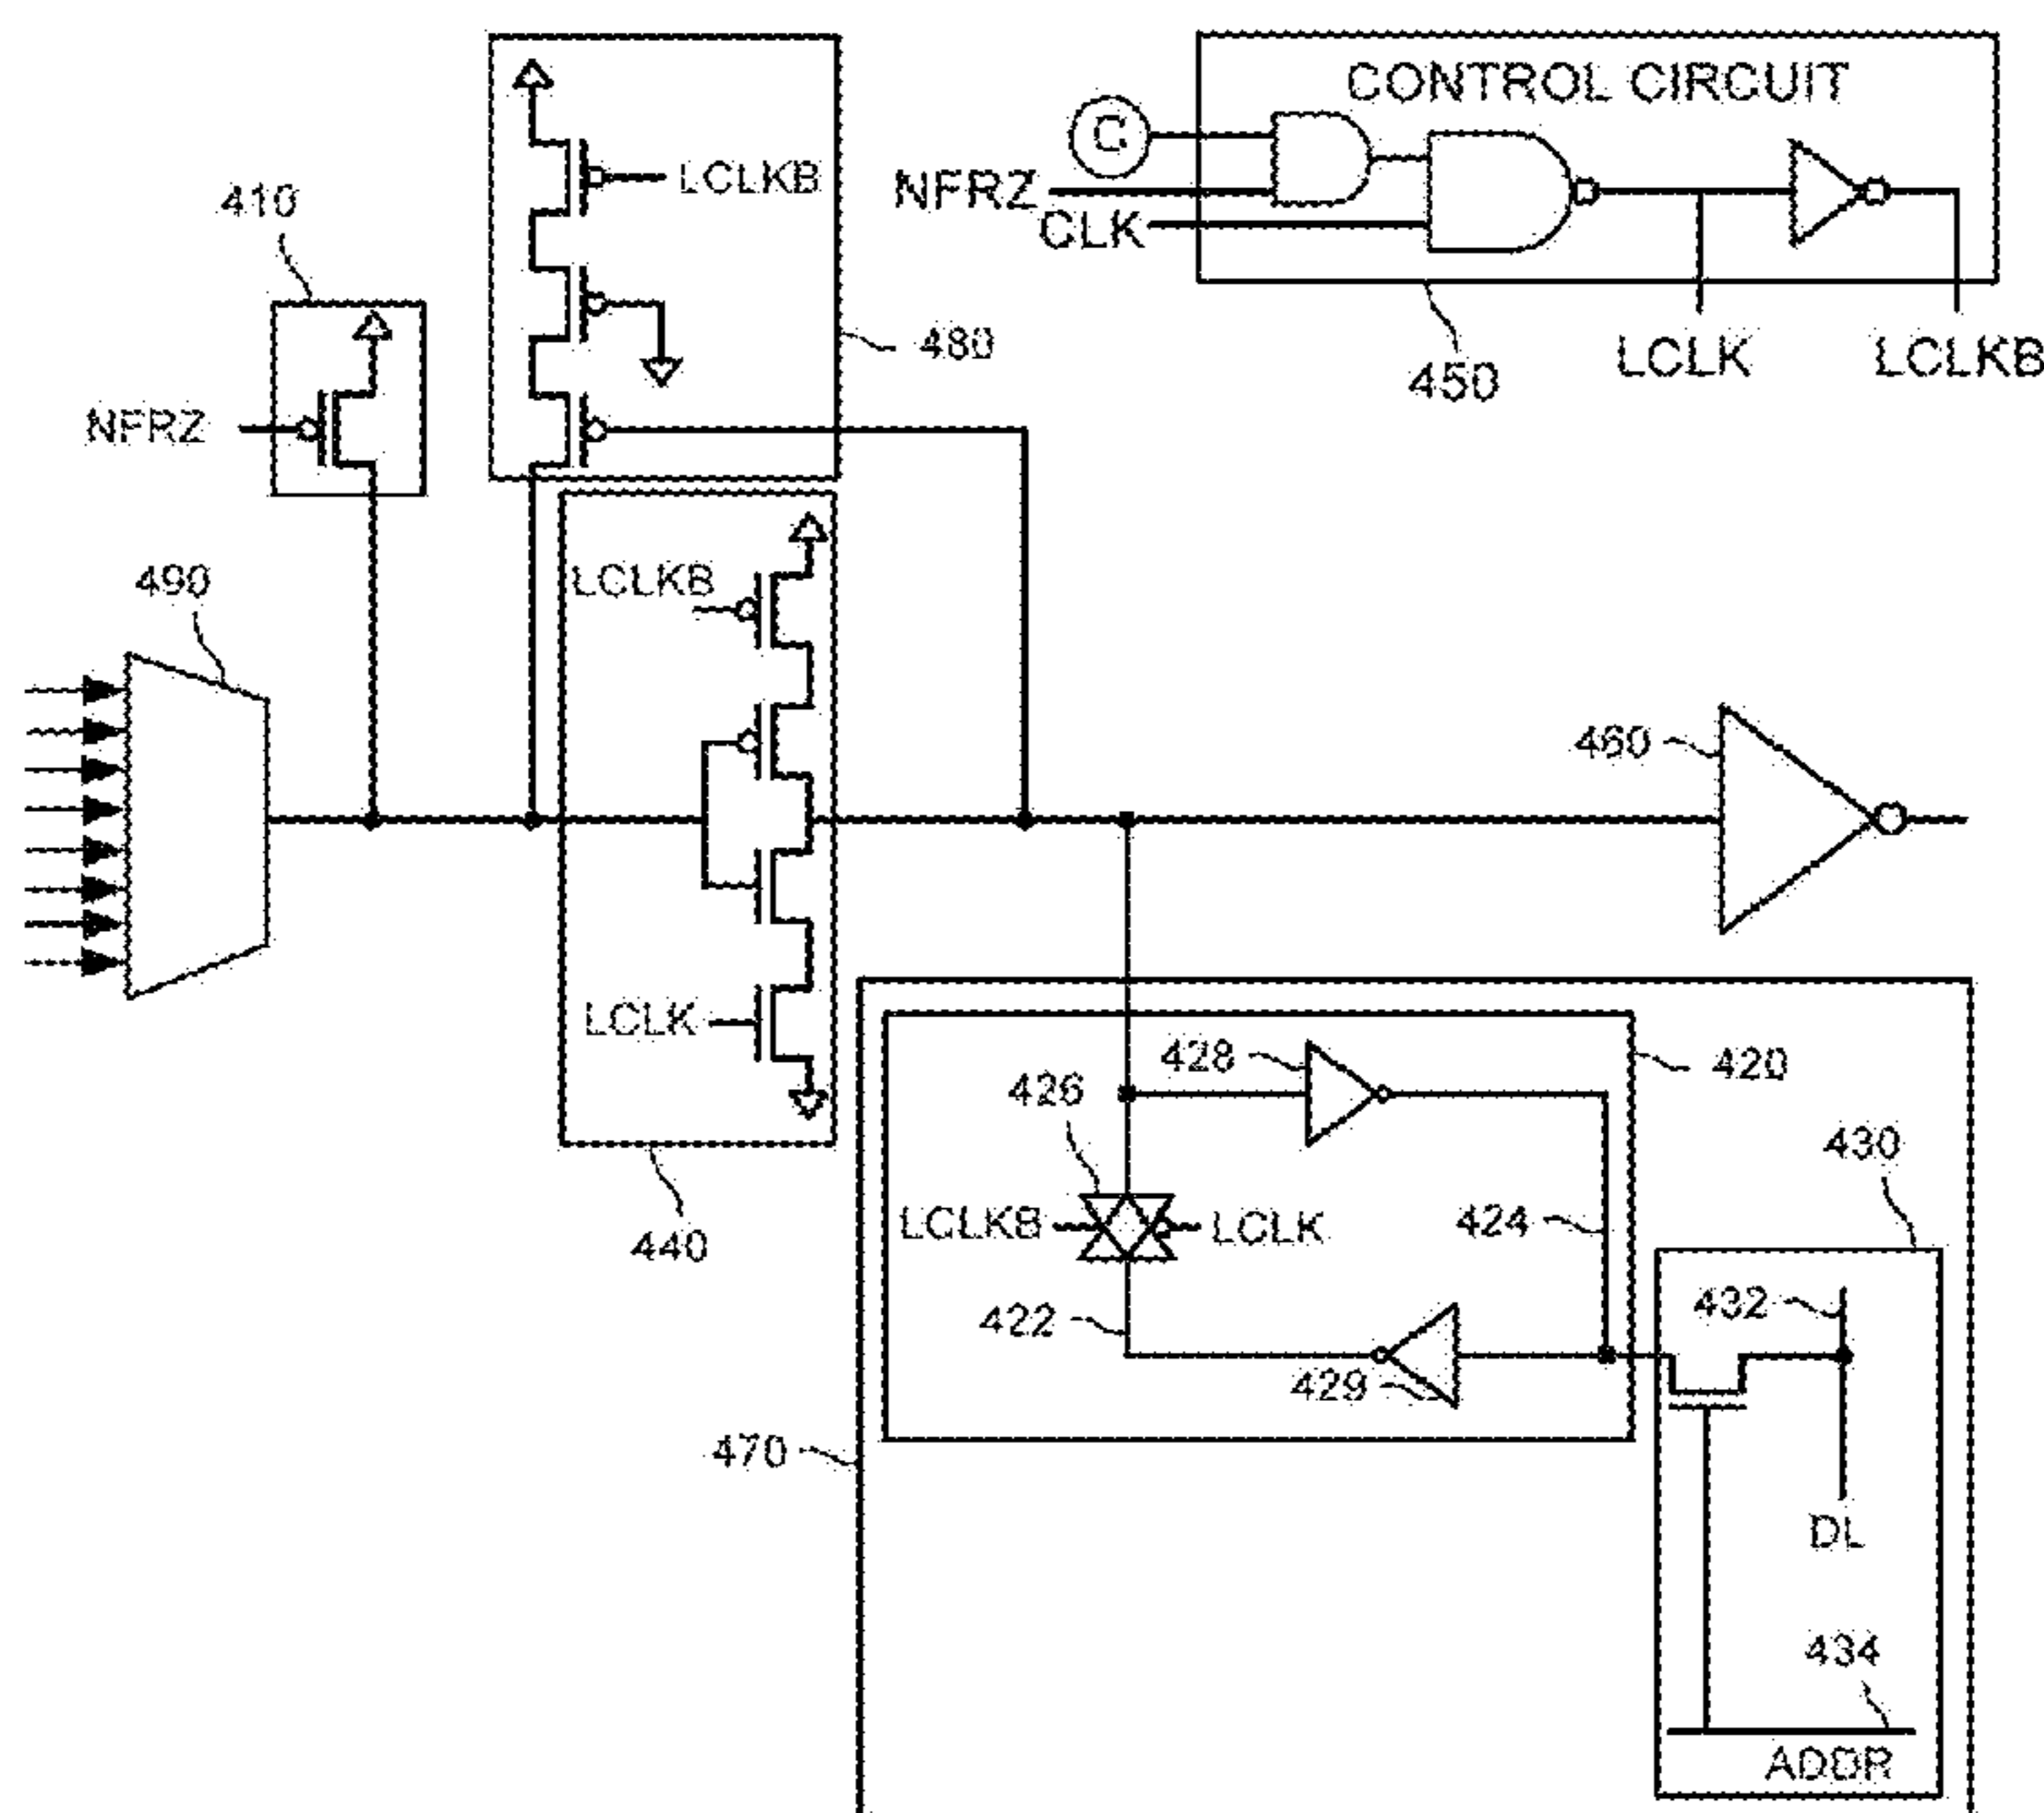 CONTROL CIRCUIT
C
NFRZ
CLK
LCLK
LCLKB
450
LCLKB
480
410
NFRZ
490
LCLKB
LCLK
440
460
470
420
428
426
LCLKB
LCLK
424
422
429
430
432
DL
434
ADDR